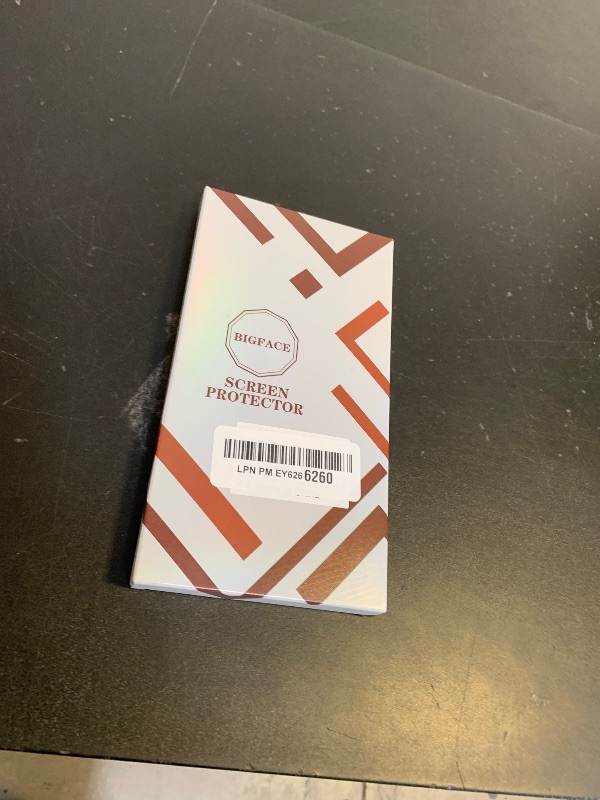 BIGFACE
SCREEN
PROTECTOR
LPN PM EY626 6260